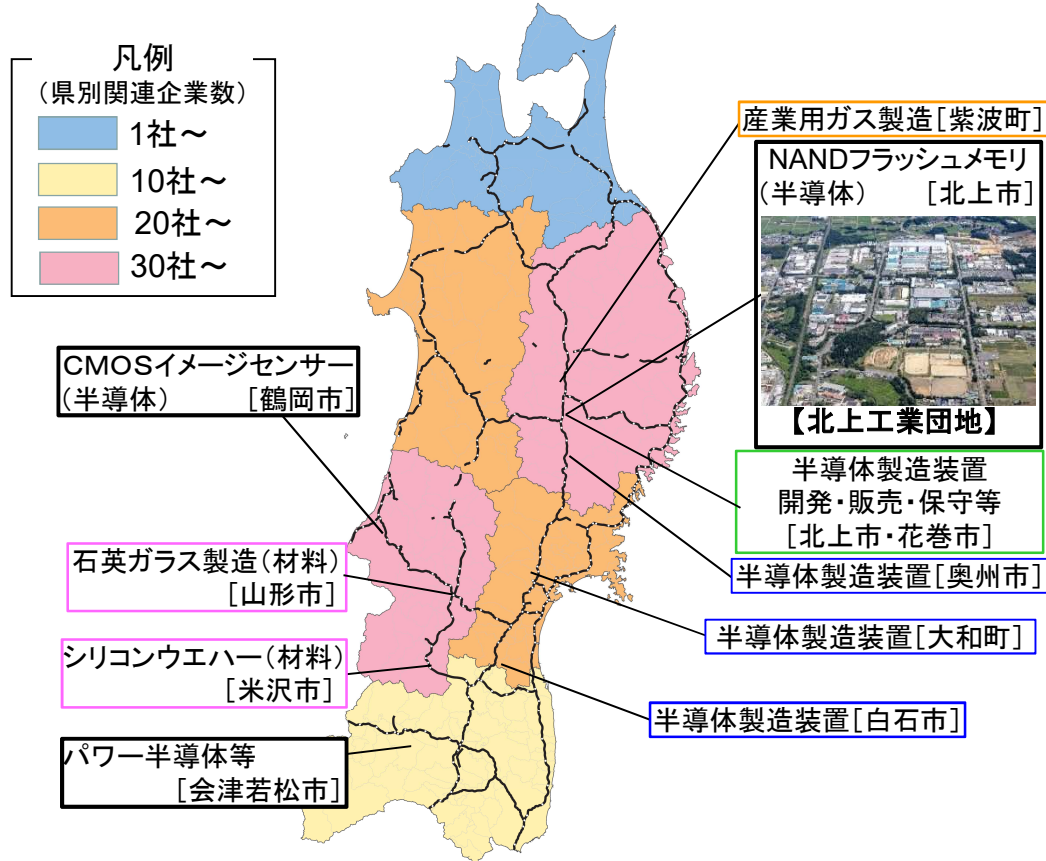 凡例
(県別関連企業数)
1社～
10社～
20社～
30社～
産業用ガス製造[紫波町]
NANDフラッシュメモリ
(半導体) [北上市]
【北上工業団地】
半導体製造装置
開発・販売・保守等
[北上市・花巻市]
半導体製造装置[奥州市]
半導体製造装置[大和町]
半導体製造装置[白石市]
CMOSイメージセンサー
(半導体) [鶴岡市]
石英ガラス製造(材料)
[山形市]
シリコンウエハー(材料)
[米沢市]
パワー半導体等
[会津若松市]